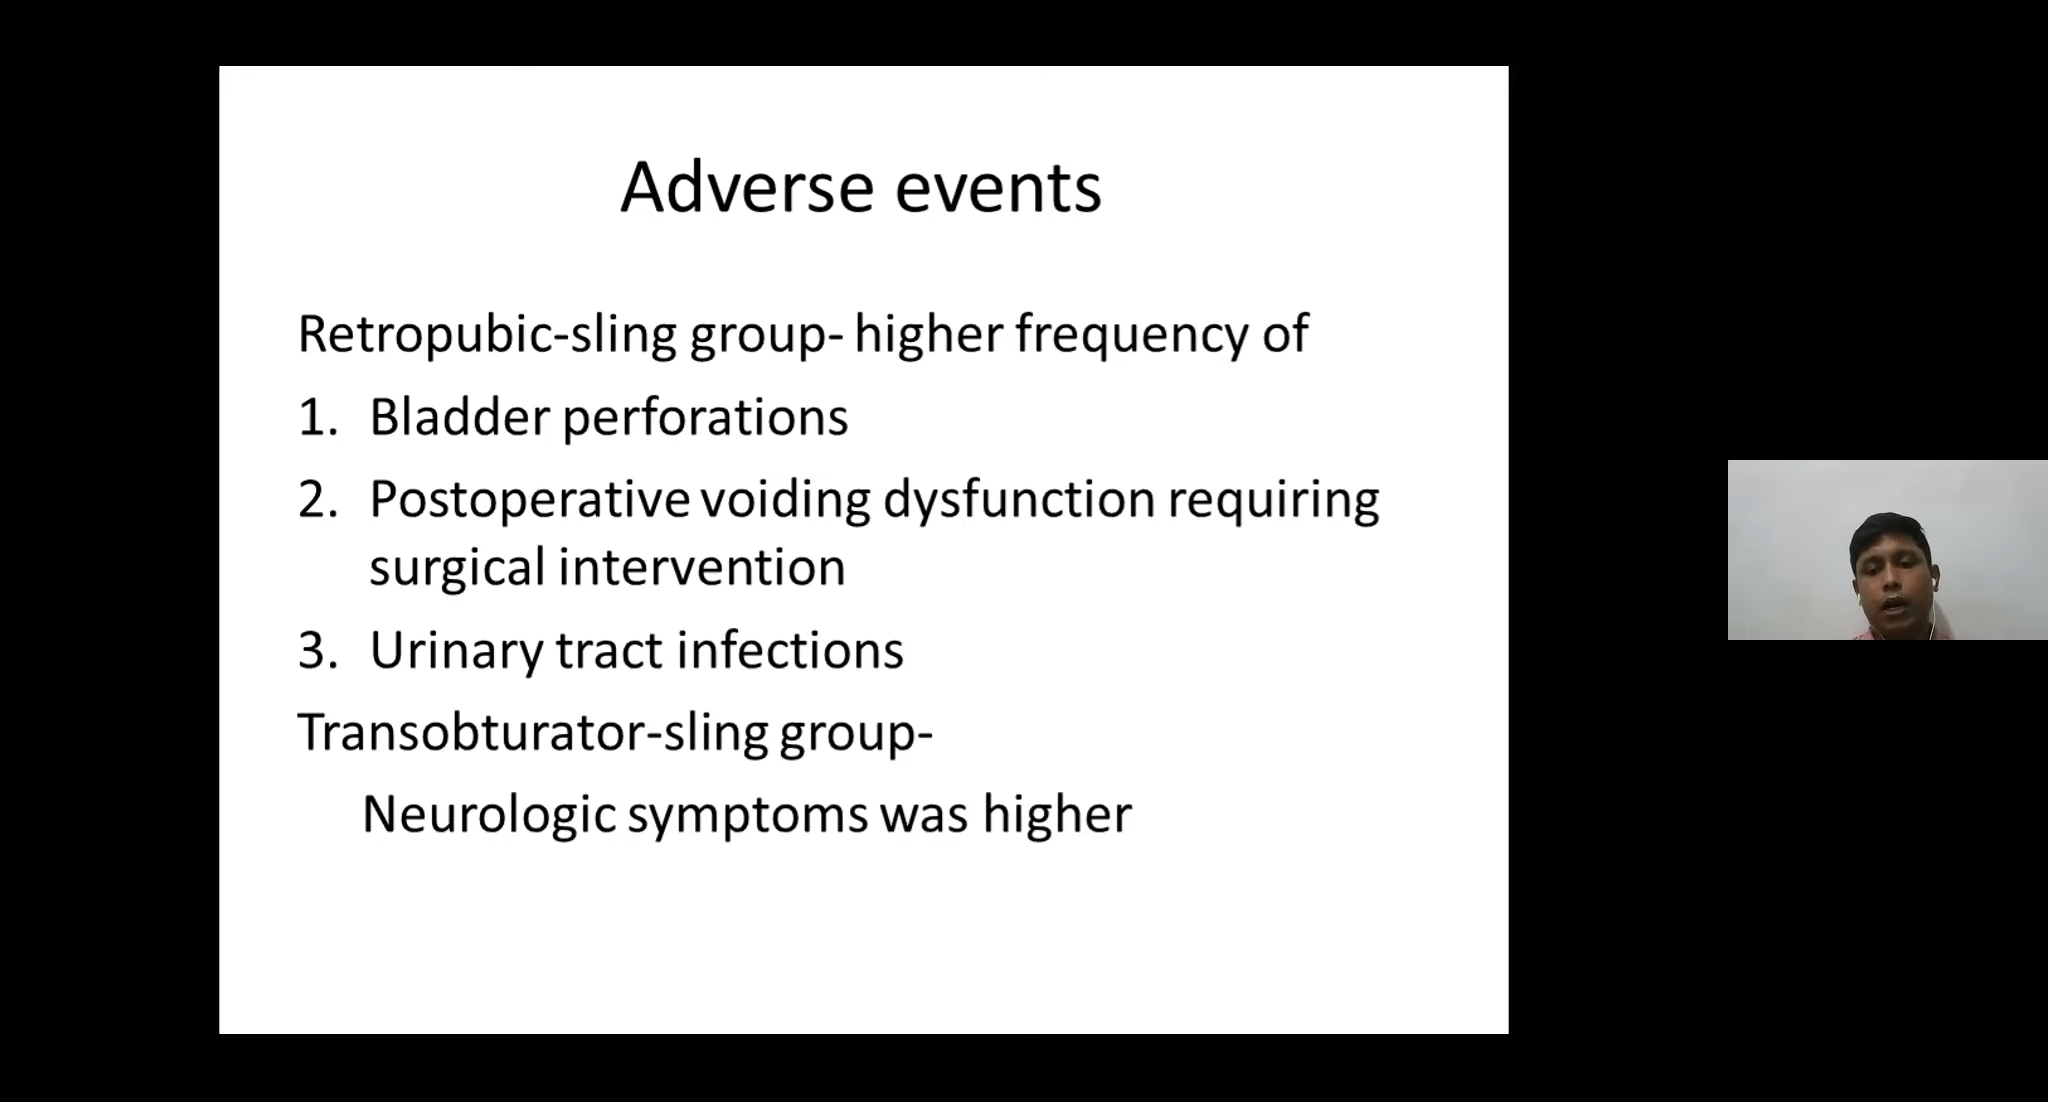 Adverse events
Retropubic-sling group- higher frequency of
1. Bladder perforations
2. Postoperative voiding dysfunction requiring
surgical intervention
3. Urinary tract infections
Transobturator-sling group-
Neurologic symptoms was higher